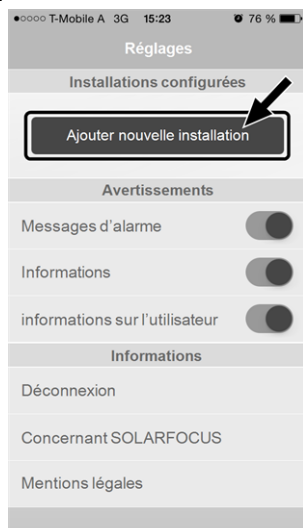 T-Mobile A 3G 15:23 76 %
Réglages
Installations configurées
Ajouter nouvelle installation
Avertissements
Messages d'alarme
Informations
informations sur l'utilisateur
Informations
Déconnexion
Concernant SOLARFOCUS
Mentions légales